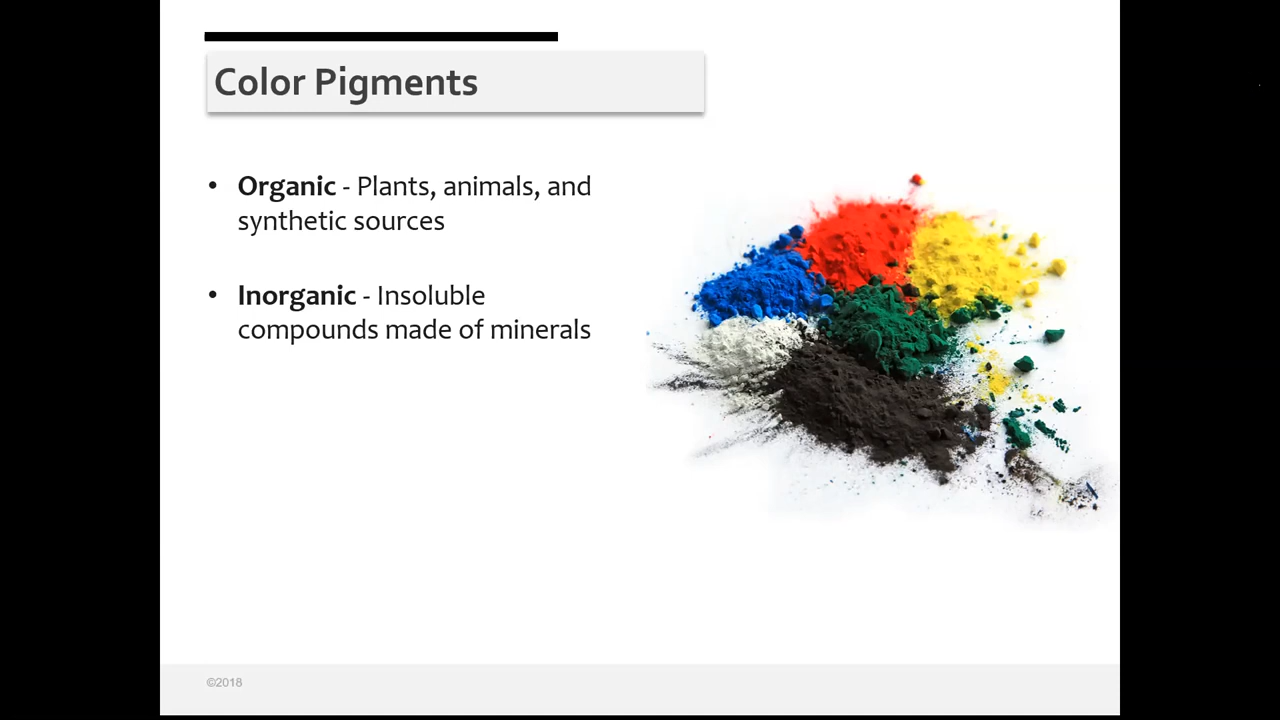 Color Pigments
• Organic - Plants, animals, and
synthetic sources
• Inorganic - Insoluble
compounds made of minerals
©2018